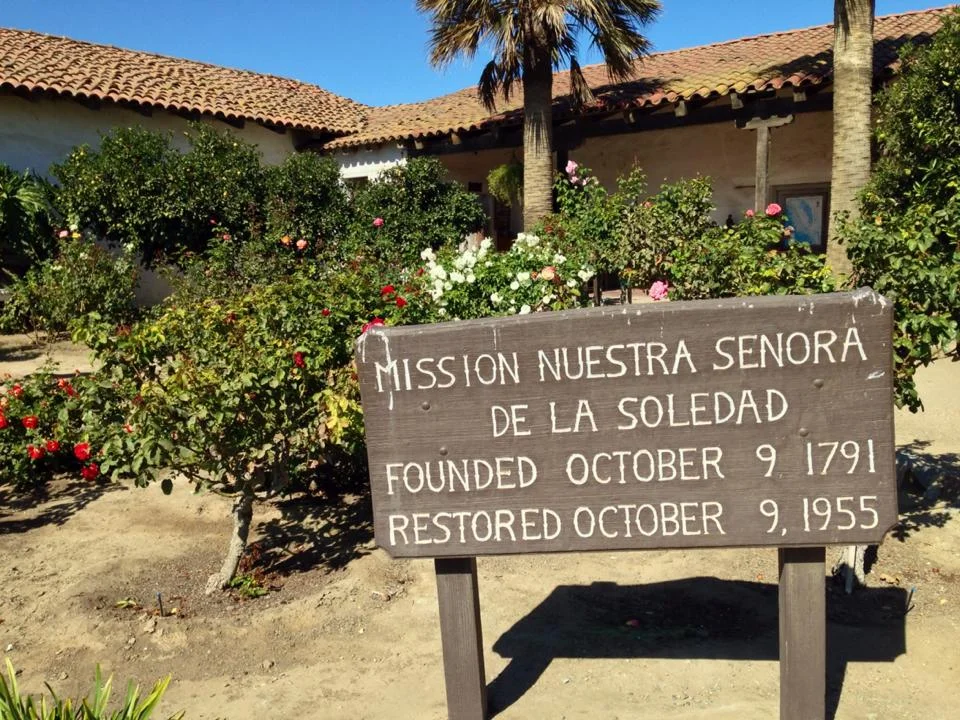 MISSION NUESTRA SENORA
DE LA SOLEDAD
FOUNDED OCTOBER 9 1791
RESTORED OCTOBER 9, 1955